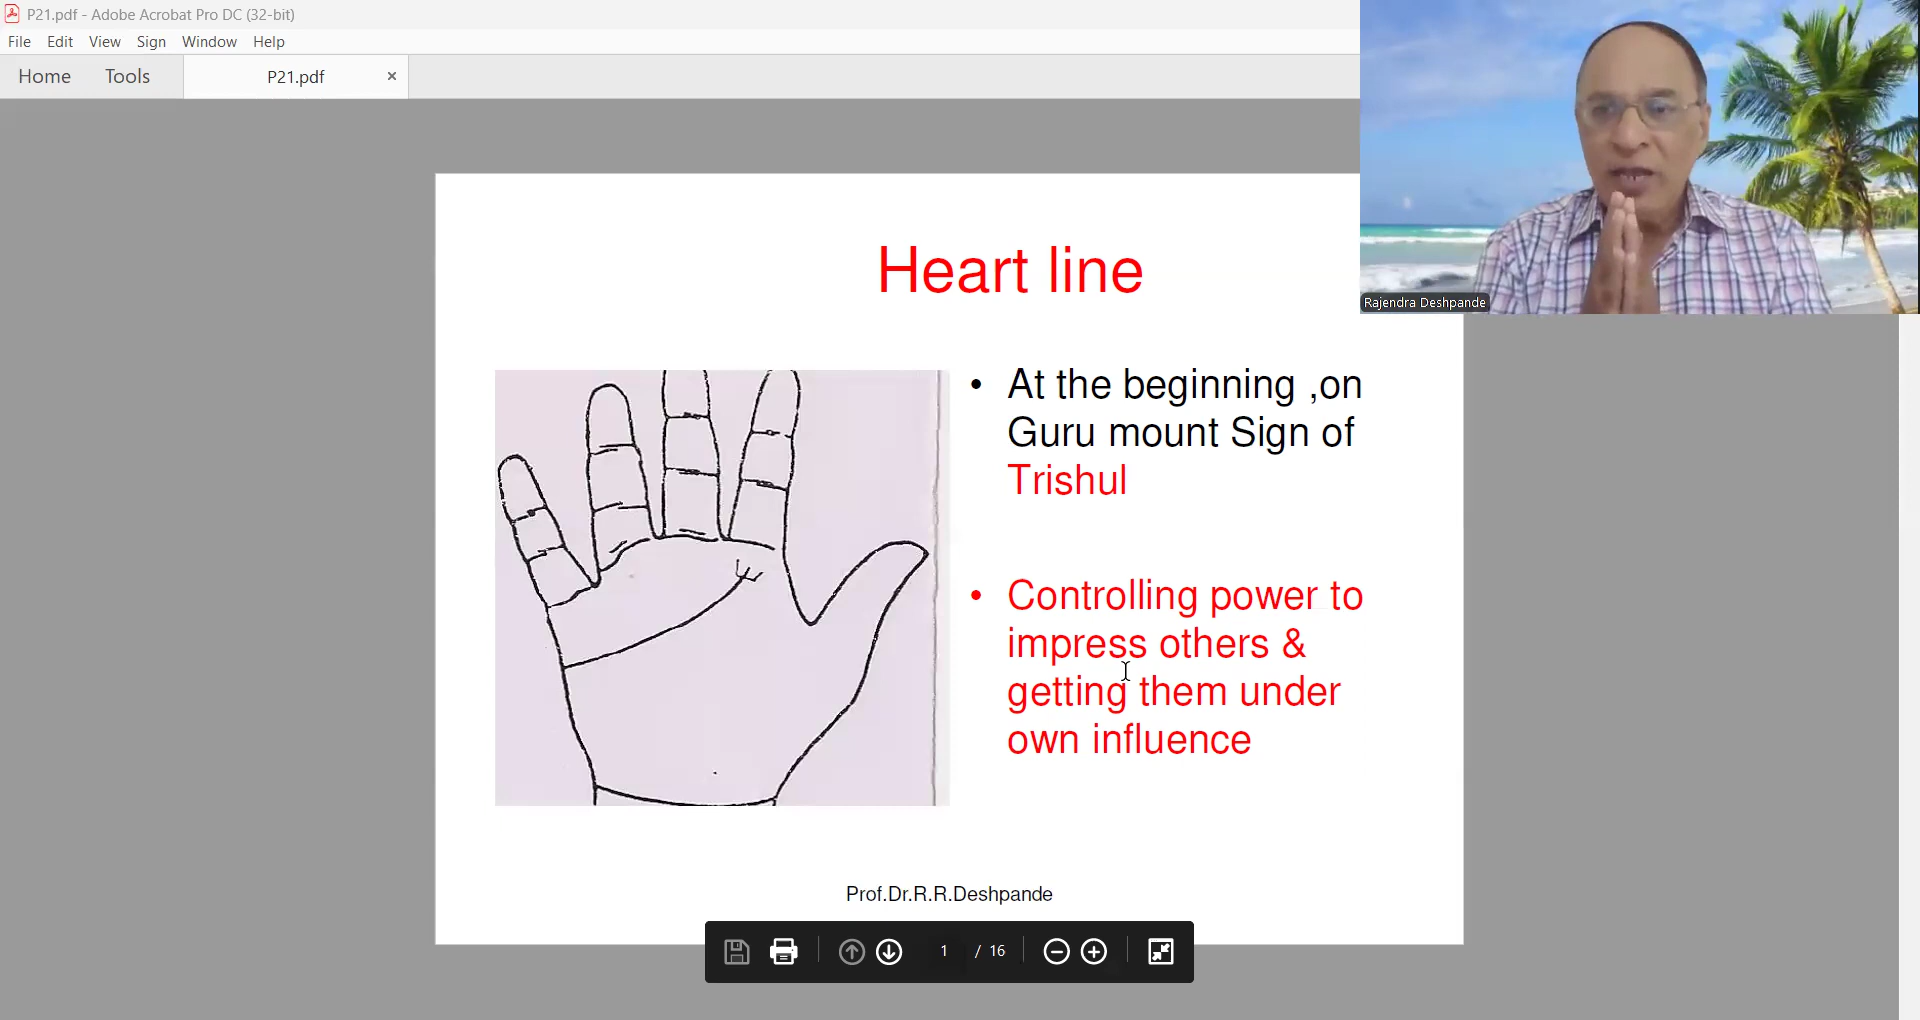 P21.pdf - Adobe Acrobat Pro DC (32-bit)
File Edit View Sign Window Help
Home Tools P21.pdf ×
Rajendra Deshpande
Heart line
• At the beginning ,on
Guru mount Sign of
Trishul
• Controlling power to
impress others &
getting them under
own influence
Prof.Dr.R.R.Deshpande
1 / 16